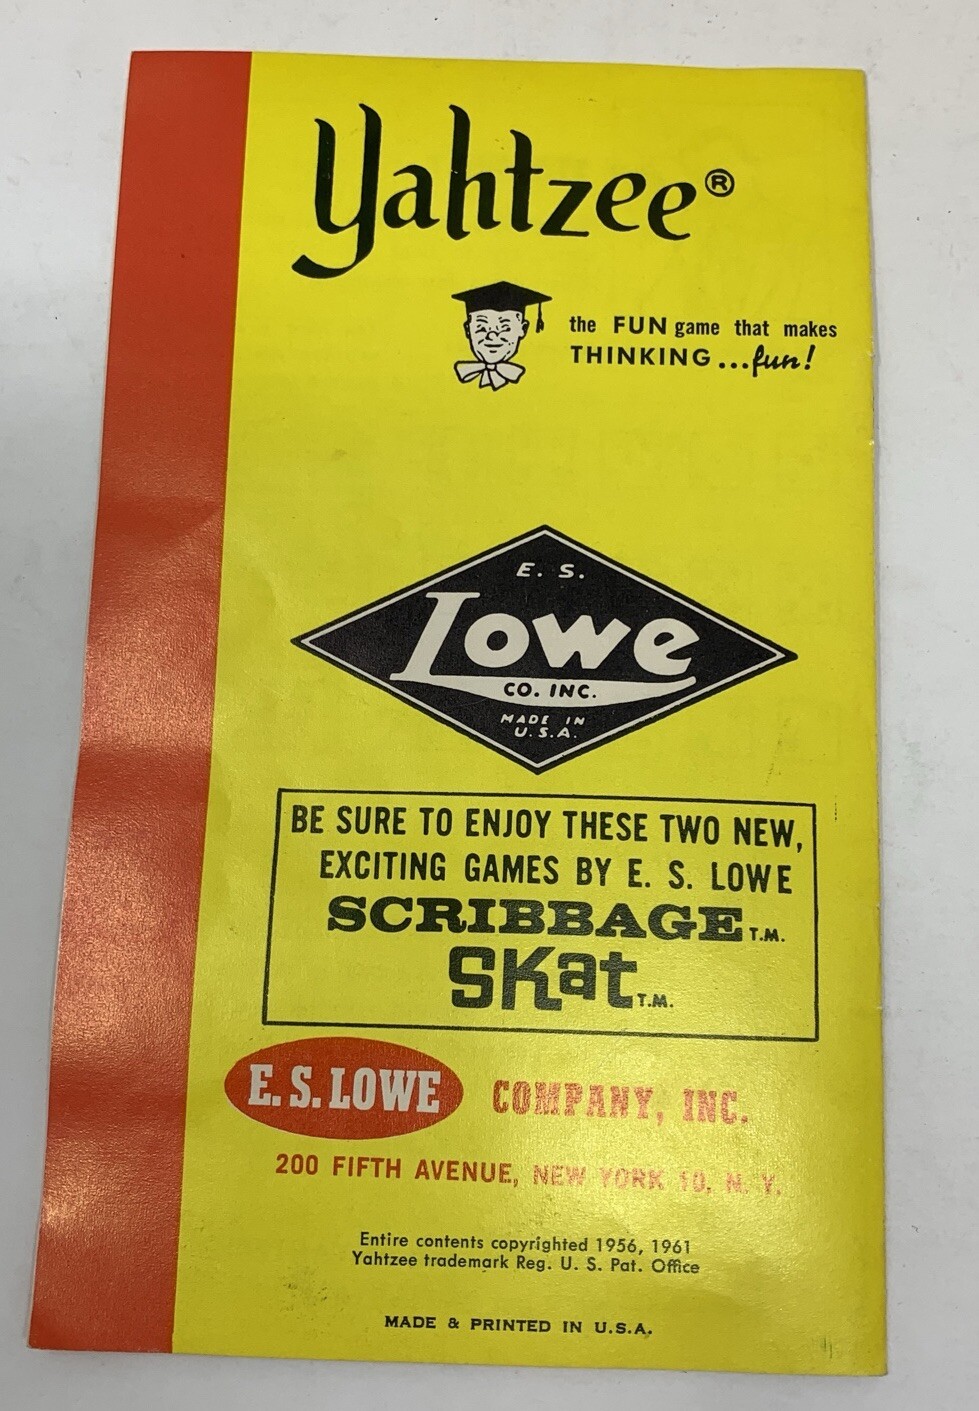 Yahtzee®
the FUN game that makes
THINKING...fun!
E. S.
Lowe
CO. INC.
MADE IN
U.S.A.
BE SURE TO ENJOY THESE TWO NEW,
EXCITING GAMES BY E. S. LOWE
SCRIBBAGE T.M.
SKat T.M.
E. S. LOWE COMPANY, INC.
200 FIFTH AVENUE, NEW YORK 10, N. Y.
Entire contents copyrighted 1956, 1961
Yahtzee trademark Reg. U. S. Pat. Office
MADE & PRINTED IN U.S.A.